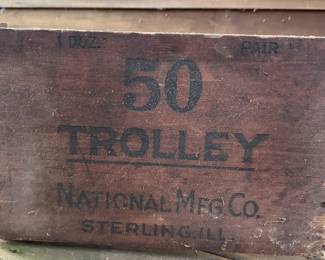 1 DOZ. PAIR
50
TROLLEY
NATIONAL MFG. CO.
STERLING, ILL.